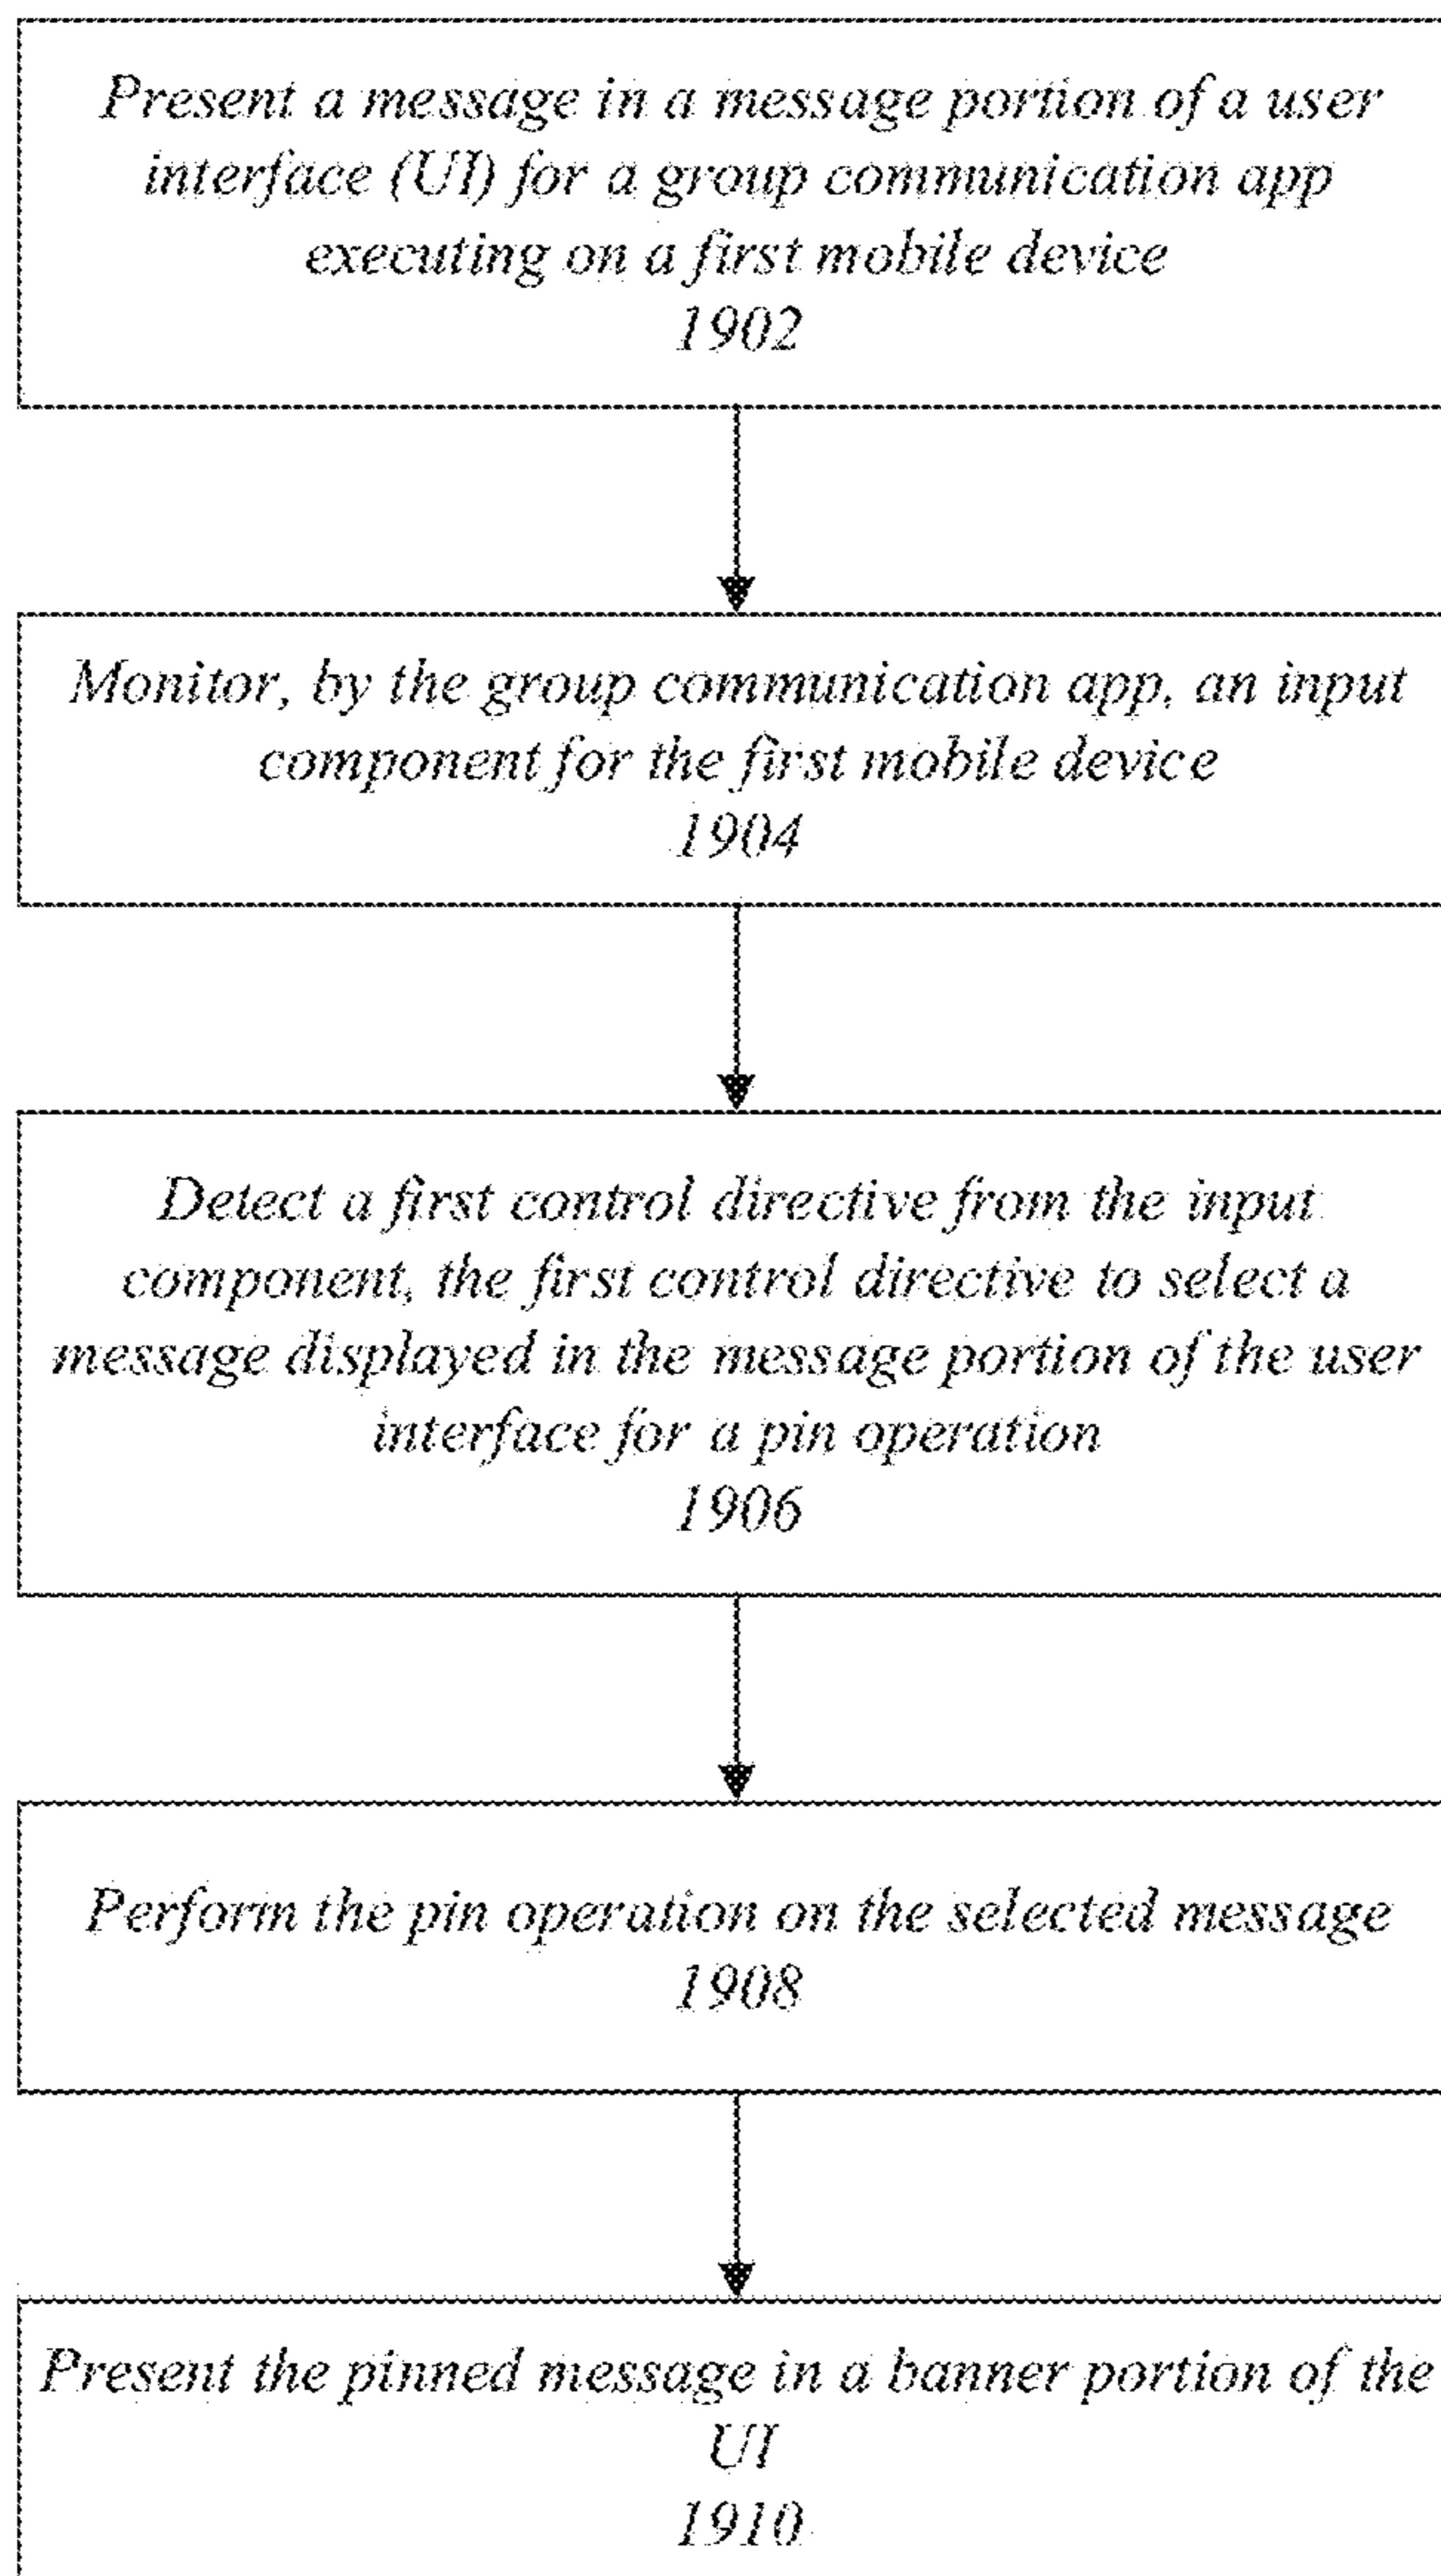 Present a message in a message portion of a user
interface (UI) for a group communication app
executing on a first mobile device
1902
Monitor, by the group communication app, an input
component for the first mobile device
1904
Detect a first control directive from the input
component, the first control directive to select a
message displayed in the message portion of the user
interface for a pin operation
1906
Perform the pin operation on the selected message
1908
Present the pinned message in a banner portion of the
UI
1910